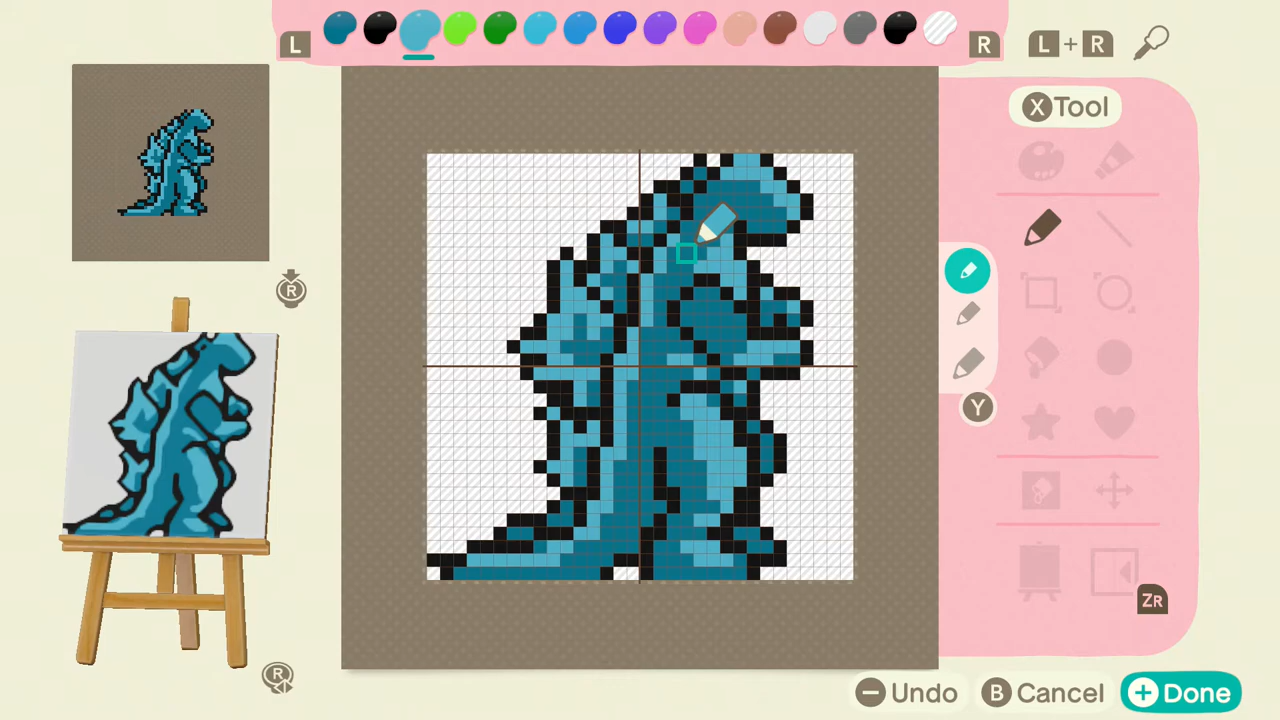 L
R
L + R
X Tool
R
Y
ZR
R
− Undo
B Cancel
+ Done